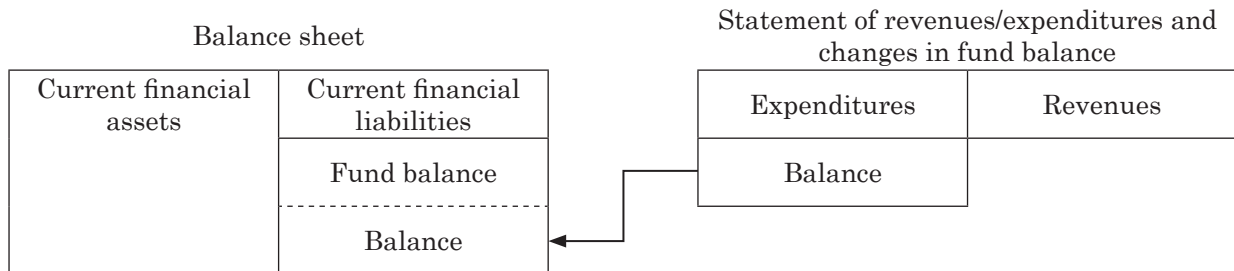 Balance sheet
Current financial
assets
Current financial
liabilities
Fund balance
Balance
Statement of revenues/expenditures and
changes in fund balance
Expenditures
Revenues
Balance